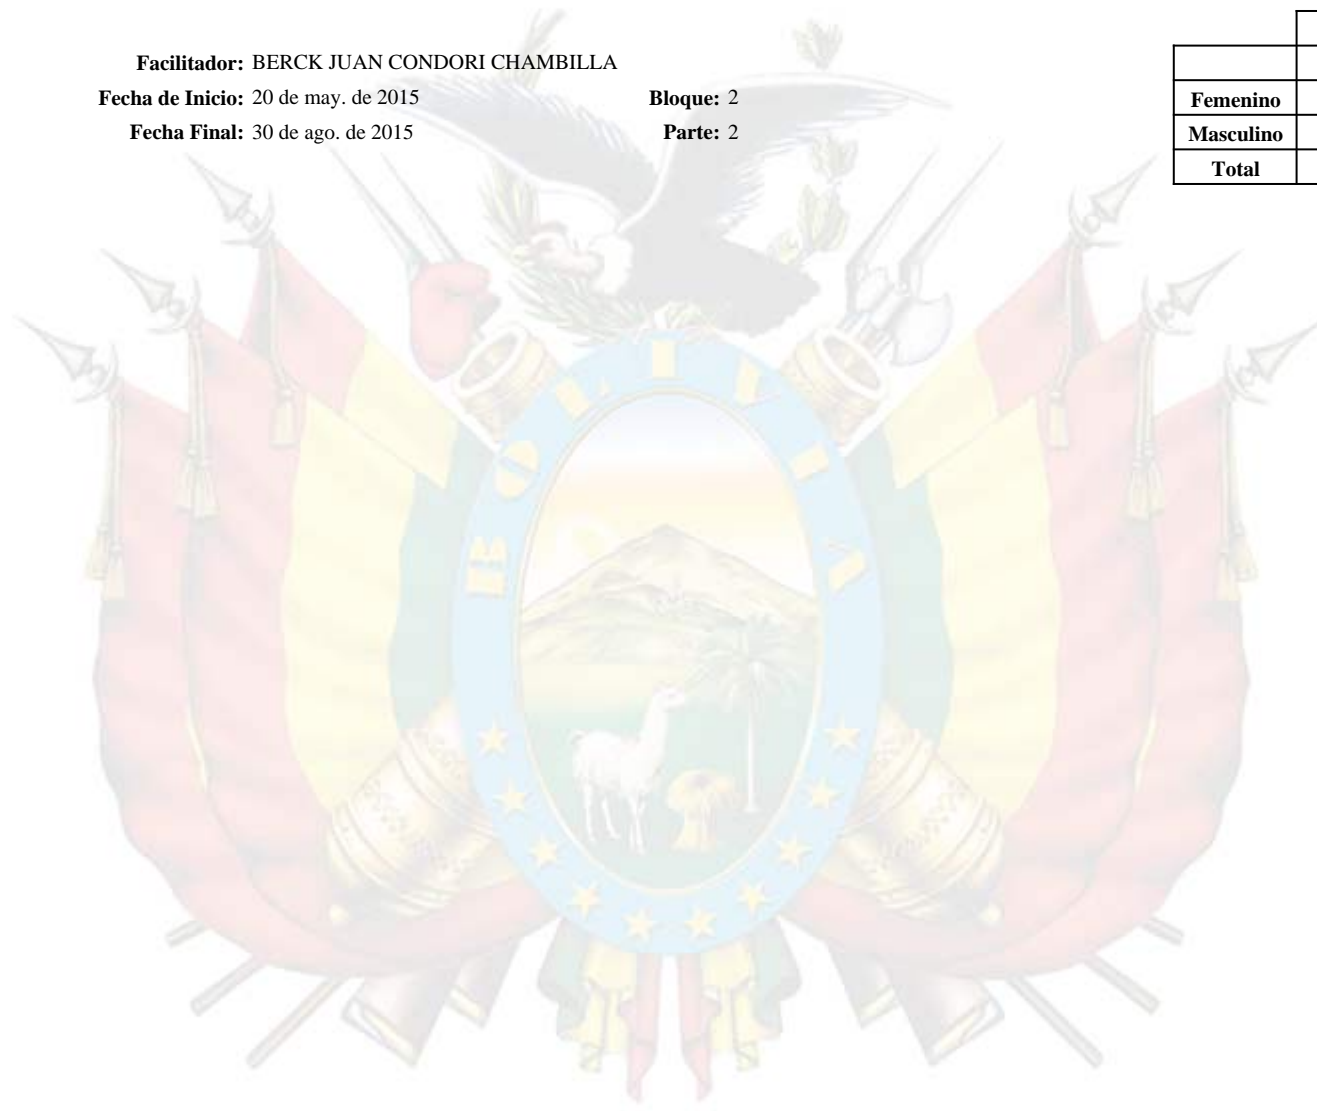 Facilitador: BERCK JUAN CONDORI CHAMBILLA
Fecha de Inicio: 20 de may. de 2015 Bloque: 2
Fecha Final: 30 de ago. de 2015 Parte: 2
Femenino
Masculino
Total
BOLIVIA